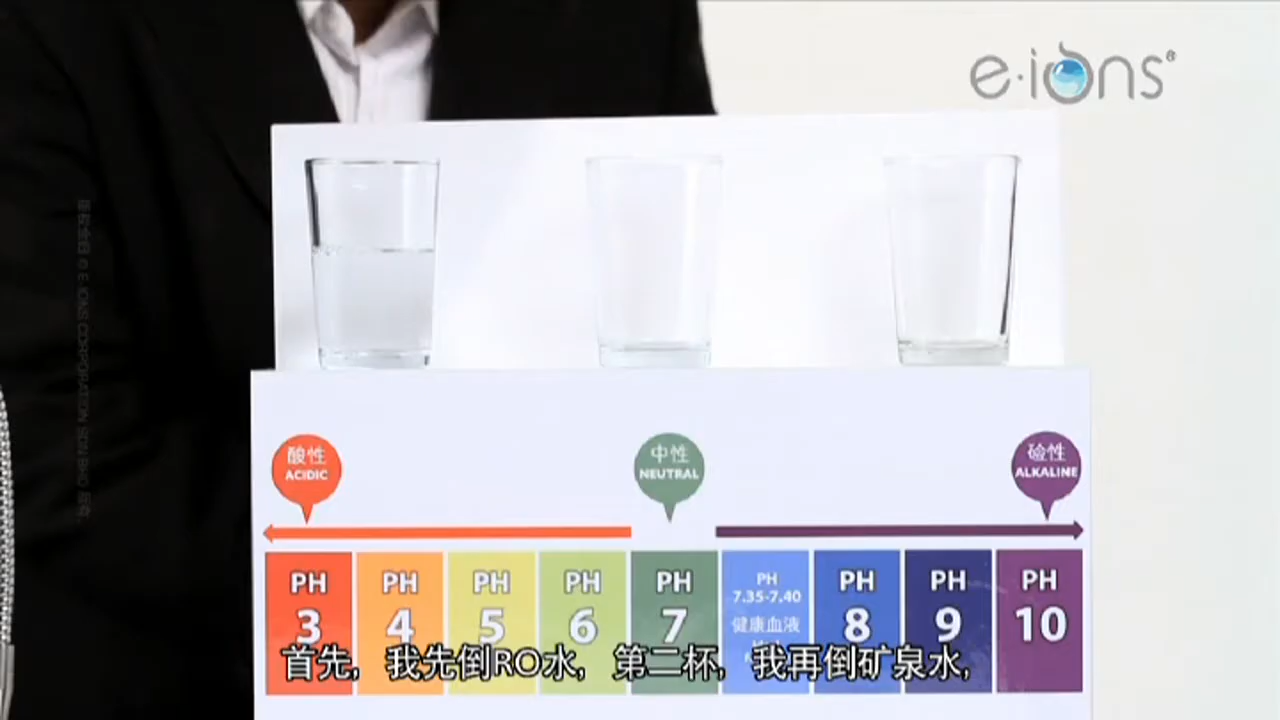 e·ions®
酸性
ACIDIC
中性
NEUTRAL
硷性
ALKALINE
PH
3
PH
4
PH
5
PH
6
PH
7
PH
7.35-7.40
健康血液
PH
8
PH
9
PH
10
首先, 我先倒RO水, 第二杯, 我再倒矿泉水,